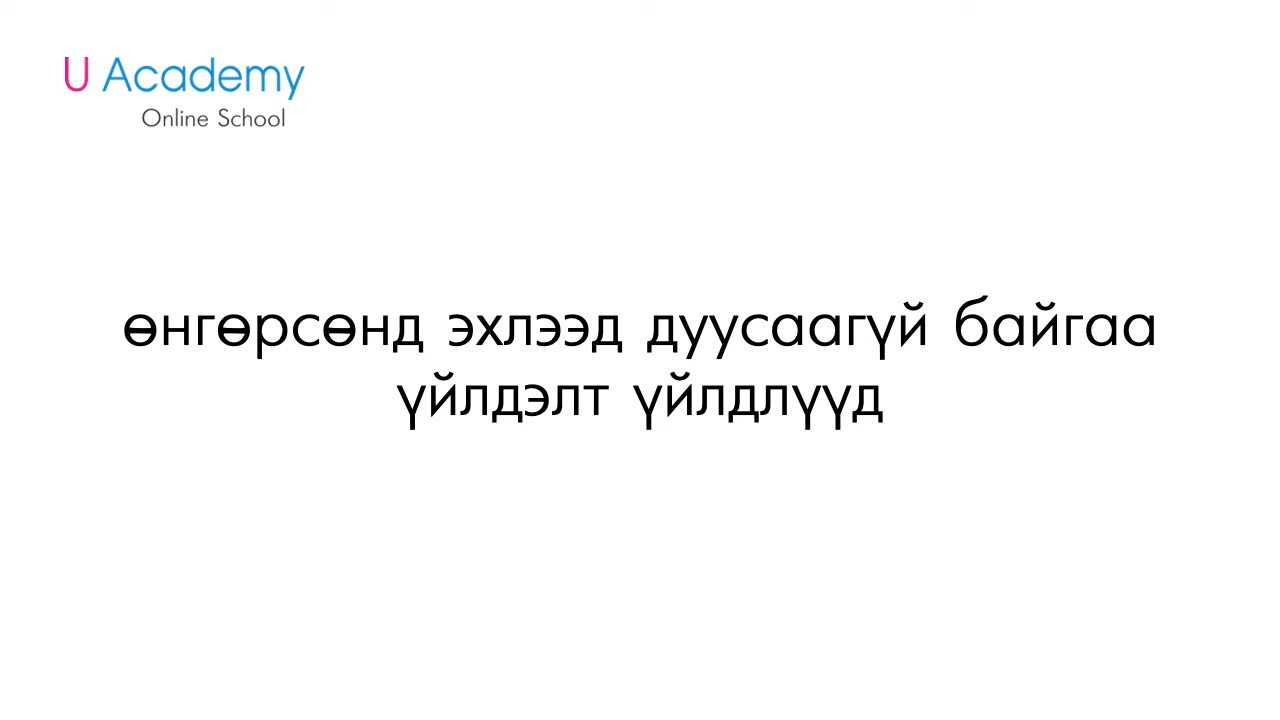 U Academy
Online School
өнгөрсөнд эхлээд дуусаагүй байгаа
үйлдэлт үйлдлүүд